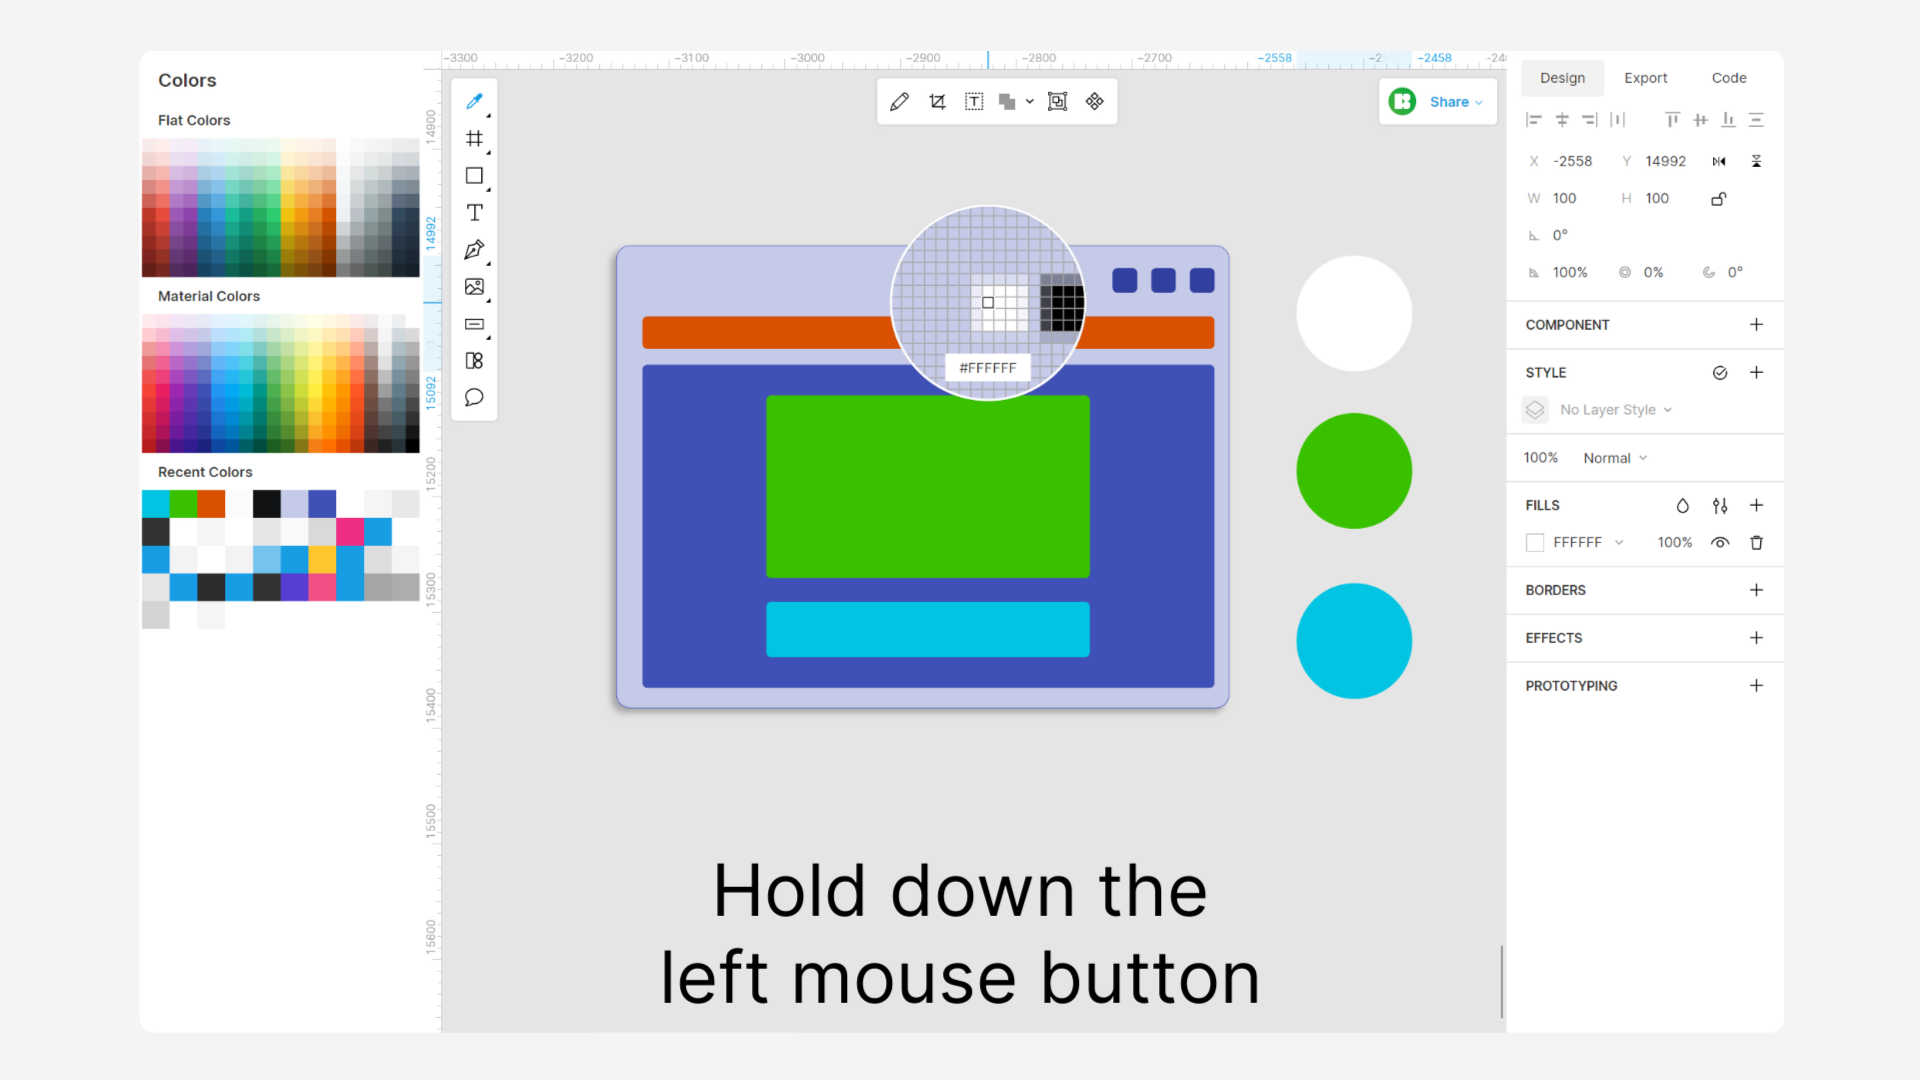 Colors
Flat Colors
Material Colors
Recent Colors
-3300 -3200 -3100 -3000 -2900 -2800 -2700 -2558 -2 -2458 -24
14900
14992
15092
15200
15300
15400
15500
15600
T
T
Share
#FFFFFF
Hold down the
left mouse button
Design Export Code
X -2558 Y 14992
W 100 H 100
0°
100% 0% 0°
COMPONENT
STYLE
No Layer Style
100% Normal
FILLS
FFFFFF 100%
BORDERS
EFFECTS
PROTOTYPING